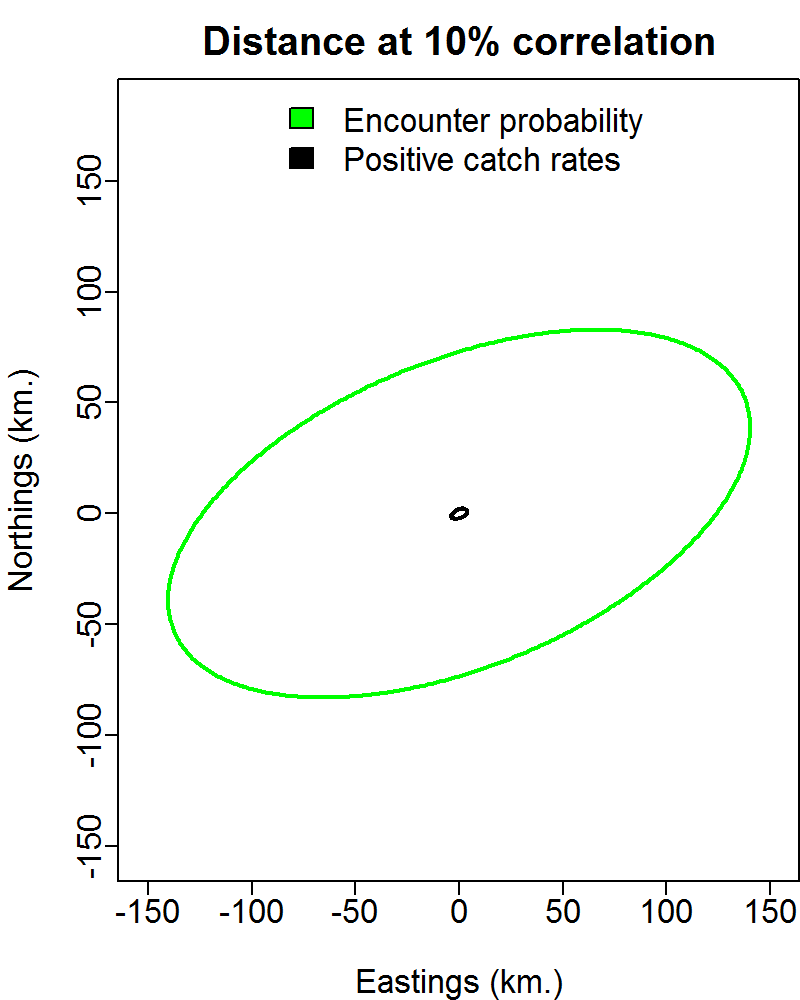 Distance at 10% correlation
Encounter probability
Positive catch rates
150
100
50
0
-50
-100
-150
Northings (km.)
-150 -100 -50 0 50 100 150
Eastings (km.)